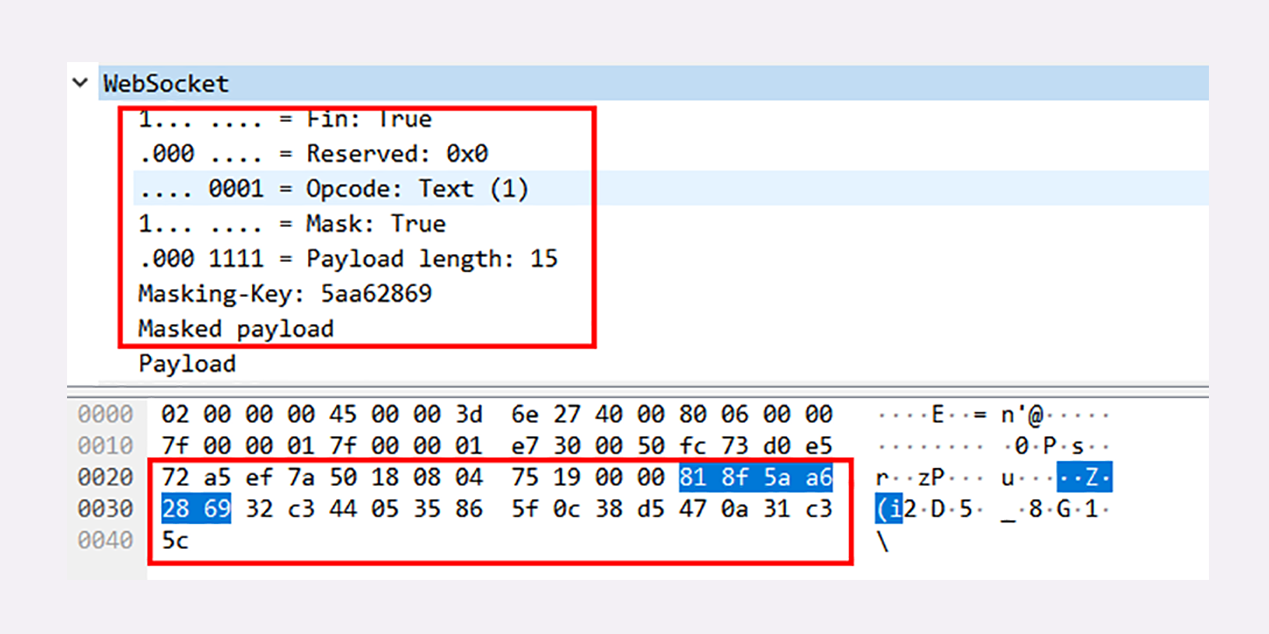 WebSocket
1... .... = Fin: True
.000 .... = Reserved: 0x0
.... 0001 = Opcode: Text (1)
1... .... = Mask: True
.000 1111 = Payload length: 15
Masking-Key: 5aa62869
Masked payload
Payload
0000 02 00 00 00 45 00 00 3d 6e 27 40 00 80 06 00 00 ····E··= n'@·····
0010 7f 00 00 01 7f 00 00 01 e7 30 00 50 fc 73 d0 e5 ········ ·0·P·s··
0020 72 a5 ef 7a 50 18 08 04 75 19 00 00 81 8f 5a a6 r··zP··· u·····Z·
0030 28 69 32 c3 44 05 35 86 5f 0c 38 d5 47 0a 31 c3 (i2·D·5· _·8·G·1·
0040 5c \